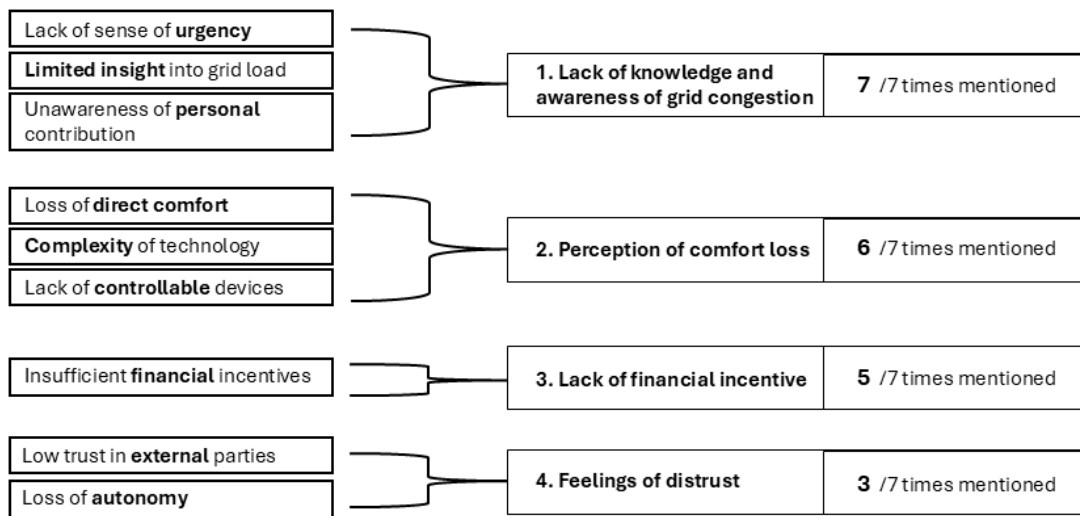 Lack of sense of urgency
Limited insight into grid load
Unawareness of personal
contribution
1. Lack of knowledge and
awareness of grid congestion
7 /7 times mentioned
Loss of direct comfort
Complexity of technology
Lack of controllable devices
2. Perception of comfort loss
6 /7 times mentioned
Insufficient financial incentives
3. Lack of financial incentive
5 /7 times mentioned
Low trust in external parties
Loss of autonomy
4. Feelings of distrust
3 /7 times mentioned